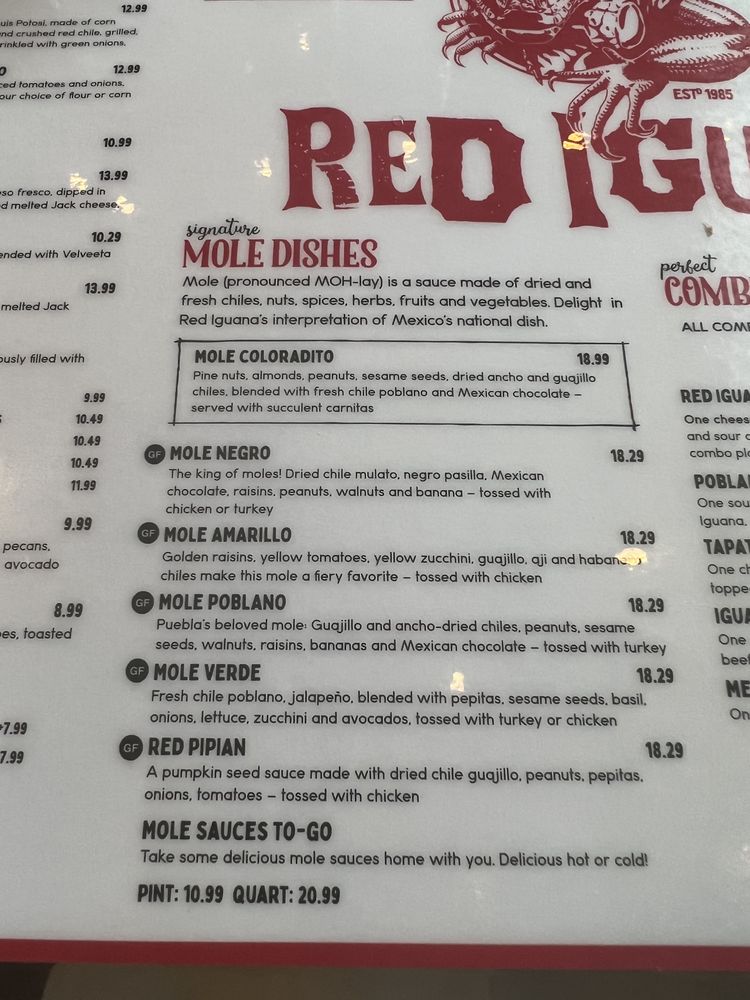 12.99
uis Potosi, made of corn
nd crushed red chile, grilled,
rinkled with green onions.
O 12.99
ced tomatoes and onions,
our choice of flour or corn
10.99
13.99
so fresco, dipped in
d melted Jack cheese.
10.29
ended with Velveeta
13.99
melted Jack
ously filled with
9.99
S 10.49
10.49
10.49
11.99
9.99
pecans,
avocado
8.99
es, toasted
+7.99
7.99
ESTD 1985
RED IGU
signature
MOLE DISHES
Mole (pronounced MOH-lay) is a sauce made of dried and
fresh chiles, nuts, spices, herbs, fruits and vegetables. Delight in
Red Iguana's interpretation of Mexico's national dish.
MOLE COLORADITO 18.99
Pine nuts, almonds, peanuts, sesame seeds, dried ancho and guajillo
chiles, blended with fresh chile poblano and Mexican chocolate –
served with succulent carnitas
GF MOLE NEGRO 18.29
The king of moles! Dried chile mulato, negro pasilla, Mexican
chocolate, raisins, peanuts, walnuts and banana – tossed with
chicken or turkey
GF MOLE AMARILLO 18.29
Golden raisins, yellow tomatoes, yellow zucchini, guajillo, aji and habanero
chiles make this mole a fiery favorite – tossed with chicken
GF MOLE POBLANO 18.29
Puebla's beloved mole: Guajillo and ancho-dried chiles, peanuts, sesame
seeds, walnuts, raisins, bananas and Mexican chocolate – tossed with turkey
GF MOLE VERDE 18.29
Fresh chile poblano, jalapeño, blended with pepitas, sesame seeds, basil,
onions, lettuce, zucchini and avocados, tossed with turkey or chicken
GF RED PIPIAN 18.29
A pumpkin seed sauce made with dried chile guajillo, peanuts, pepitas,
onions, tomatoes – tossed with chicken
MOLE SAUCES TO-GO
Take some delicious mole sauces home with you. Delicious hot or cold!
PINT: 10.99 QUART: 20.99
perfect
COMB
ALL COM
RED IGUA
One chees
and sour c
combo pla
POBLA
One sou
Iguana.
TAPAT
One ch
toppe
IGUA
One
beef
ME
On